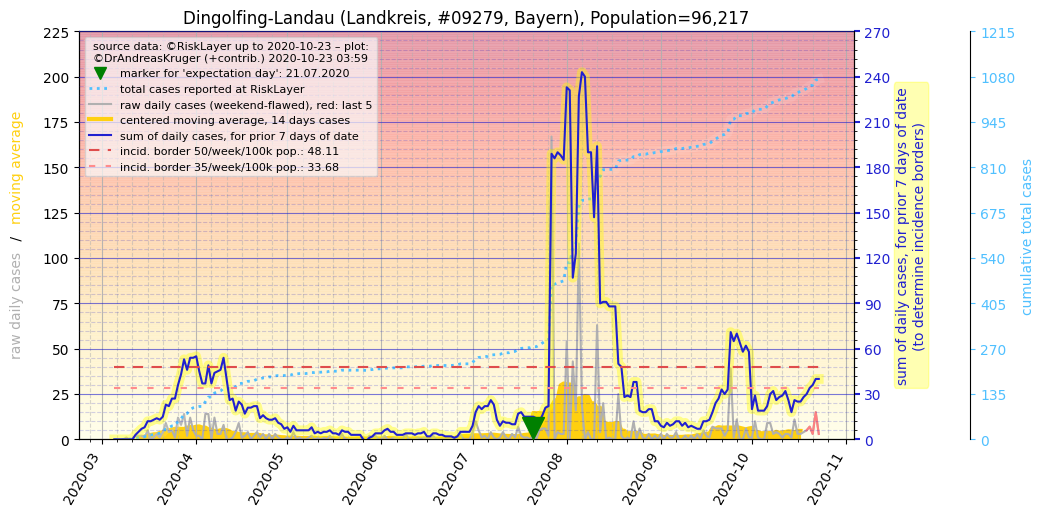 Dingolfing-Landau (Landkreis, #09279, Bayern), Population=96,217
source data: ©RiskLayer up to 2020-10-23 – plot:
©DrAndreasKruger (+contrib.) 2020-10-23 03:59
marker for 'expectation day': 21.07.2020
total cases reported at RiskLayer
raw daily cases (weekend-flawed), red: last 5
centered moving average, 14 days cases
sum of daily cases, for prior 7 days of date
incid. border 50/week/100k pop.: 48.11
incid. border 35/week/100k pop.: 33.68
raw daily cases / moving average
225
200
175
150
125
100
75
50
25
0
270
240
210
180
150
120
90
60
30
0
sum of daily cases, for prior 7 days of date
(to determine incidence borders)
1215
1080
945
810
675
540
405
270
135
0
cumulative total cases
2020-03
2020-04
2020-05
2020-06
2020-07
2020-08
2020-09
2020-10
2020-11